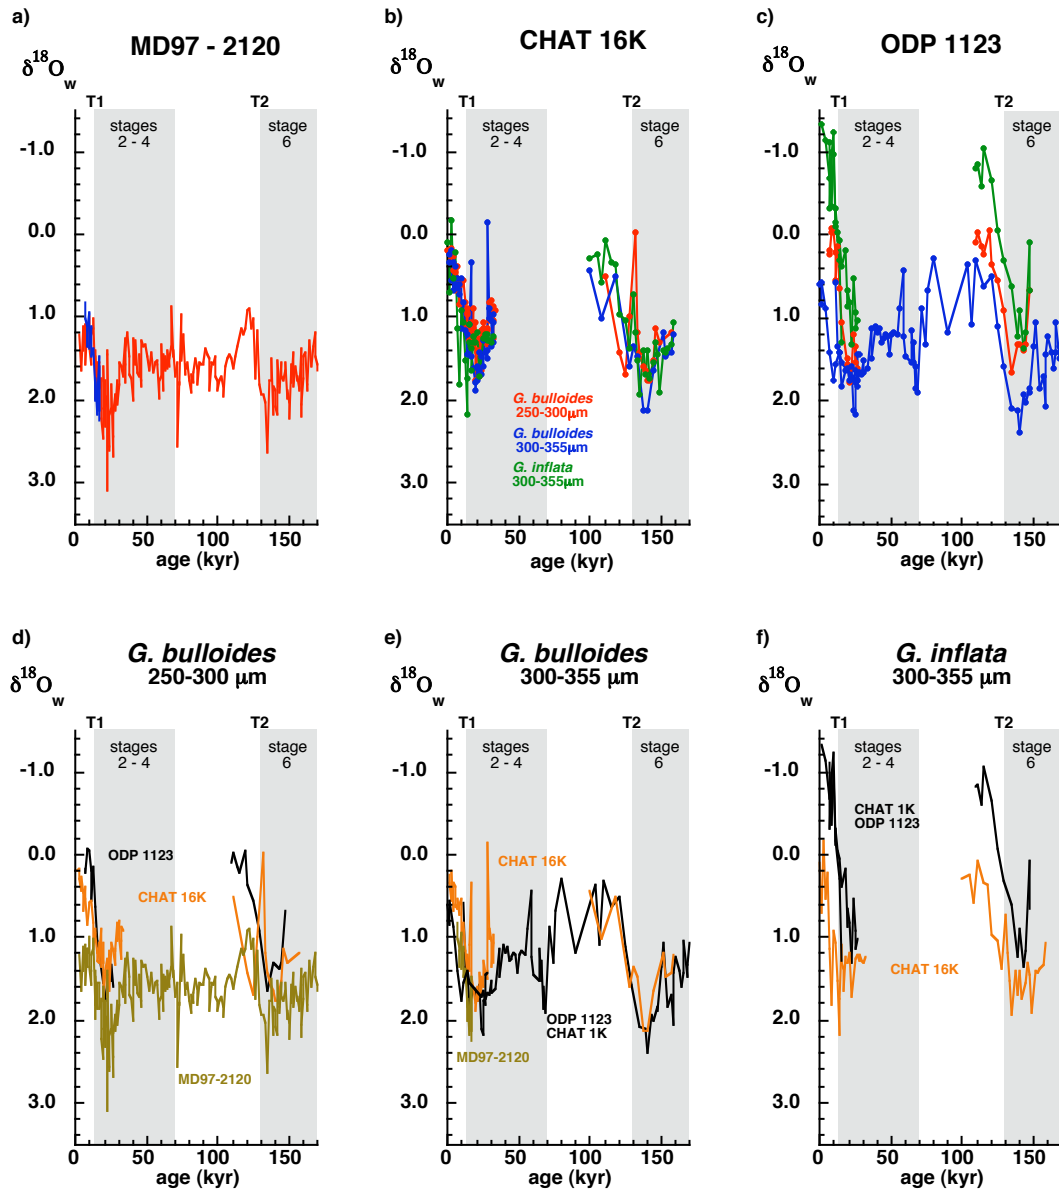 a)
MD97 - 2120
δ18Ow
T1
T2
stages
2 - 4
stage
6
-1.0
0.0
1.0
2.0
3.0
0
50
100
150
age (kyr)
b)
CHAT 16K
δ18Ow
T1
T2
stages
2 - 4
stage
6
-1.0
0.0
1.0
2.0
3.0
G. bulloides
250-300µm
G. bulloides
300-355µm
G. inflata
300-355µm
0
50
100
150
age (kyr)
c)
ODP 1123
δ18Ow
T1
T2
stages
2 - 4
stage
6
-1.0
0.0
1.0
2.0
3.0
0
50
100
150
age (kyr)
d)
G. bulloides
250-300 µm
δ18Ow
T1
T2
stages
2 - 4
stage
6
-1.0
0.0
1.0
2.0
3.0
ODP 1123
CHAT 16K
MD97-2120
0
50
100
150
age (kyr)
e)
G. bulloides
300-355 µm
δ18Ow
T1
T2
stages
2 - 4
stage
6
-1.0
0.0
1.0
2.0
3.0
CHAT 16K
ODP 1123
CHAT 1K
MD97-2120
0
50
100
150
age (kyr)
f)
G. inflata
300-355 µm
δ18Ow
T1
T2
stages
2 - 4
stage
6
-1.0
0.0
1.0
2.0
3.0
CHAT 1K
ODP 1123
CHAT 16K
0
50
100
150
age (kyr)